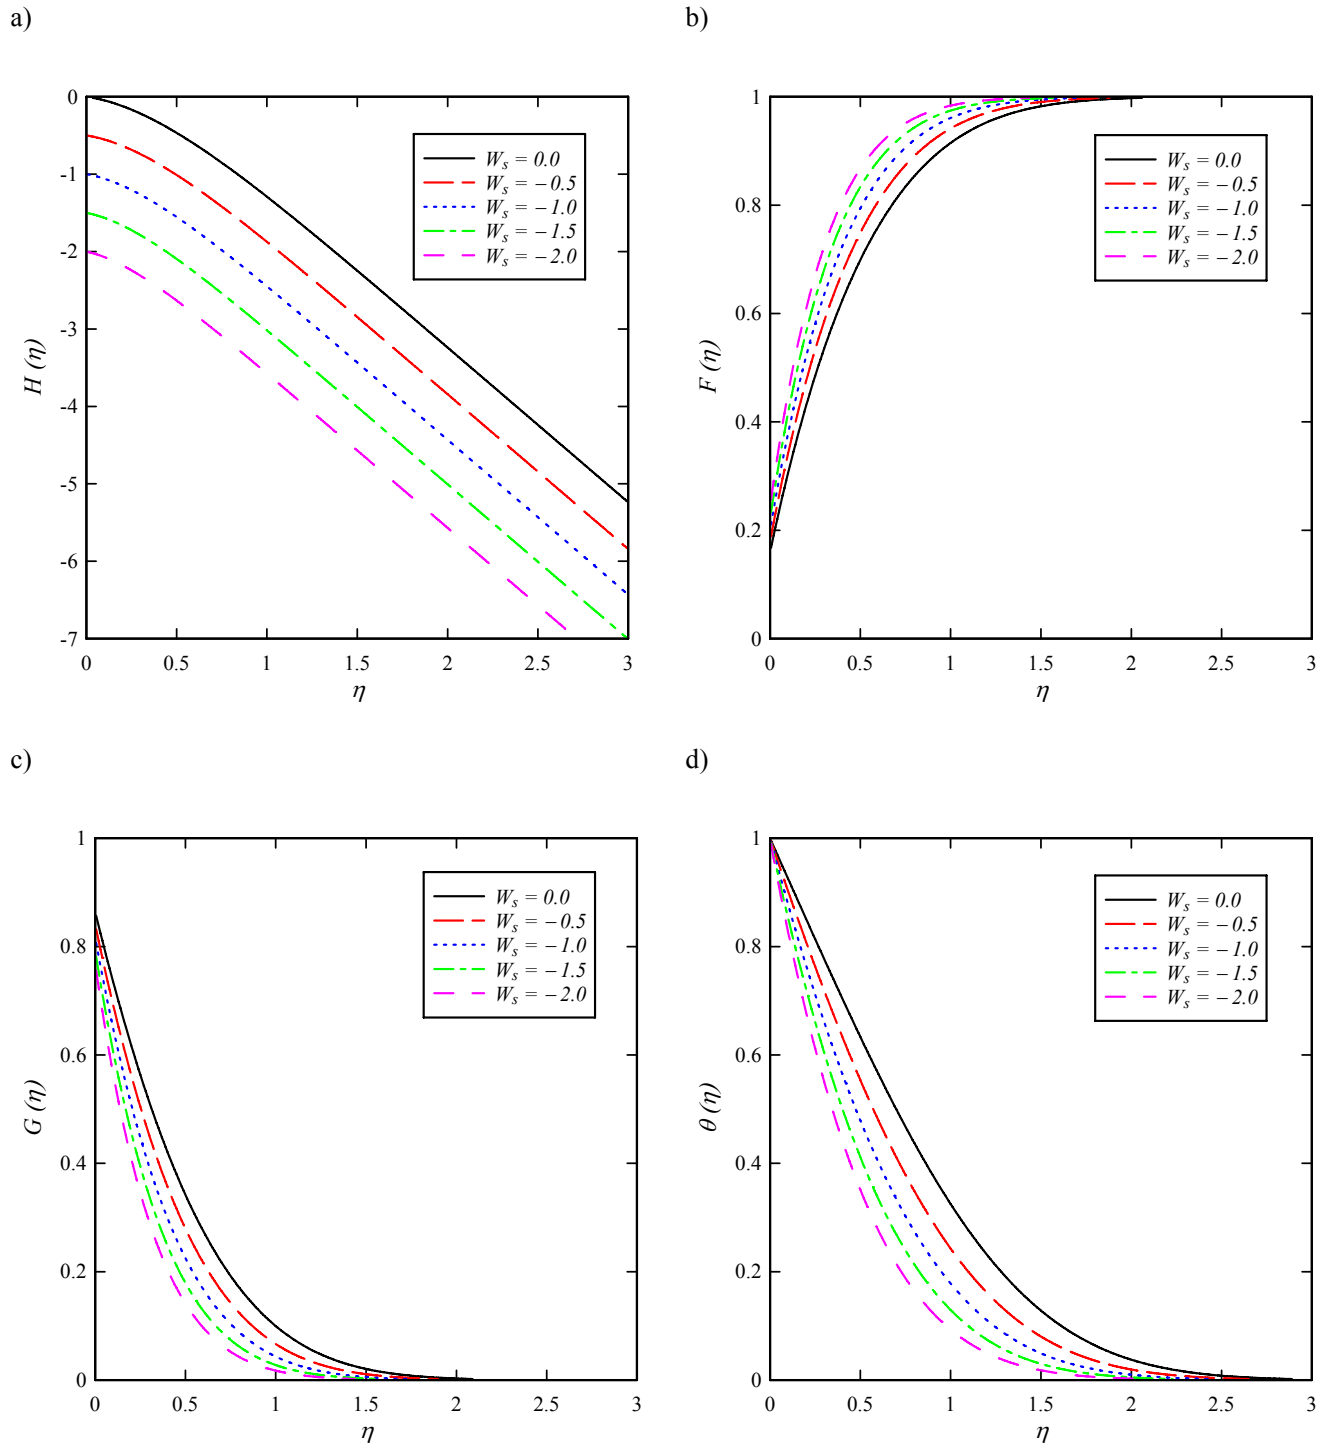 a)
0
-1
-2
-3
-4
-5
-6
-7
H (η)
W_s = 0.0
W_s = −0.5
W_s = −1.0
W_s = −1.5
W_s = −2.0
0 0.5 1 1.5 2 2.5 3
η
b)
1
0.8
0.6
0.4
0.2
0
F (η)
W_s = 0.0
W_s = −0.5
W_s = −1.0
W_s = −1.5
W_s = −2.0
0 0.5 1 1.5 2 2.5 3
η
c)
1
0.8
0.6
0.4
0.2
0
G (η)
W_s = 0.0
W_s = −0.5
W_s = −1.0
W_s = −1.5
W_s = −2.0
0 0.5 1 1.5 2 2.5 3
η
d)
1
0.8
0.6
0.4
0.2
0
θ (η)
W_s = 0.0
W_s = −0.5
W_s = −1.0
W_s = −1.5
W_s = −2.0
0 0.5 1 1.5 2 2.5 3
η